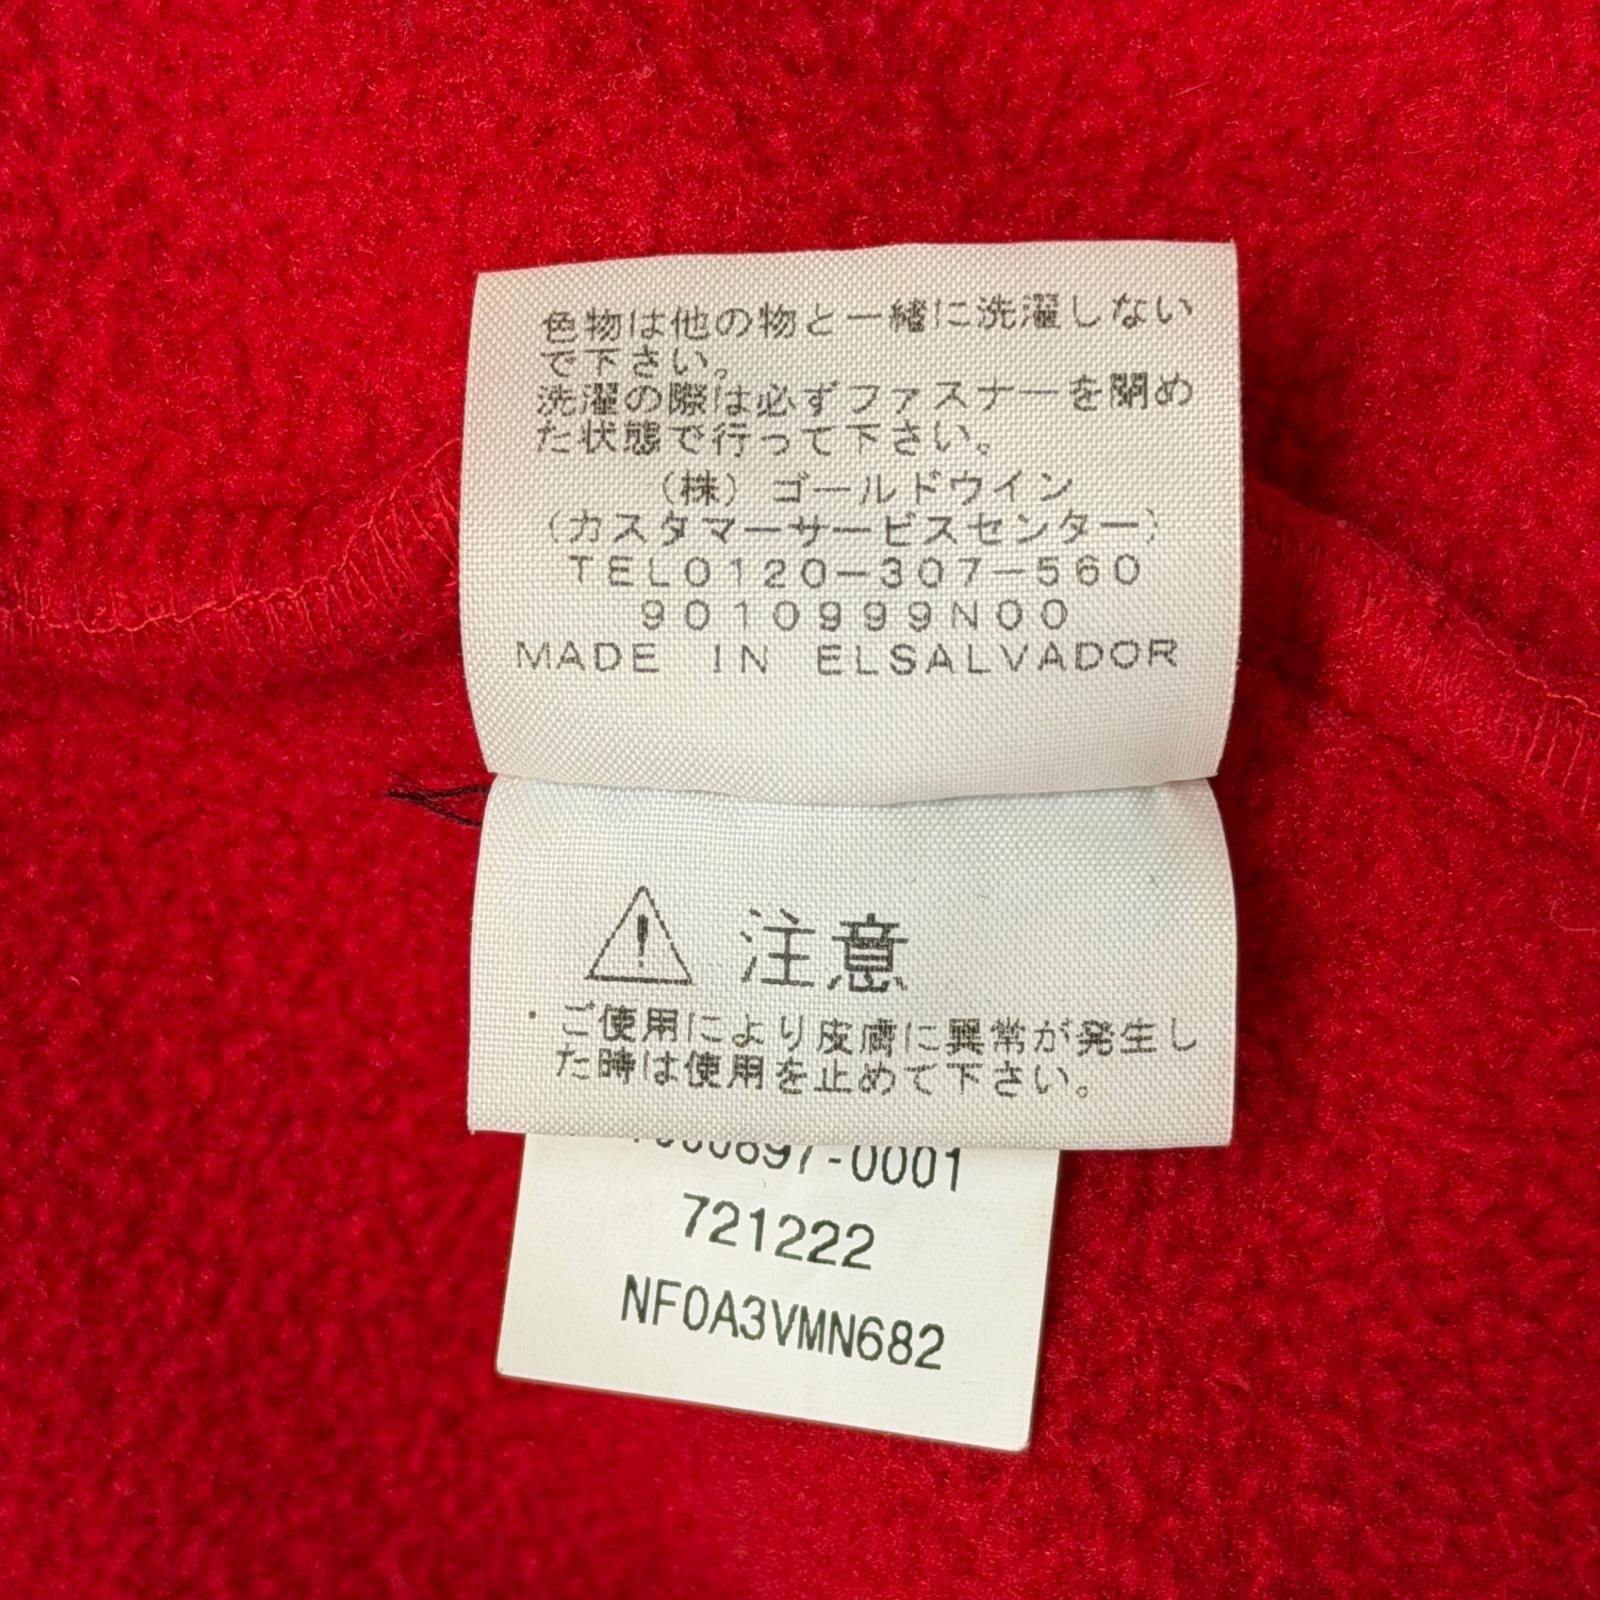 色物は他の物と一緒に洗濯しない
で下さい。
洗濯の際は必ずファスナーを閉め
た状態で行って下さい。
(株) ゴールドウイン
(カスタマーサービスセンター)
TEL0120-307-560
9010999N00
MADE IN ELSALVADOR
注意
ご使用により皮膚に異常が発生し
た時は使用を止めて下さい。
721222
NF0A3VMN682